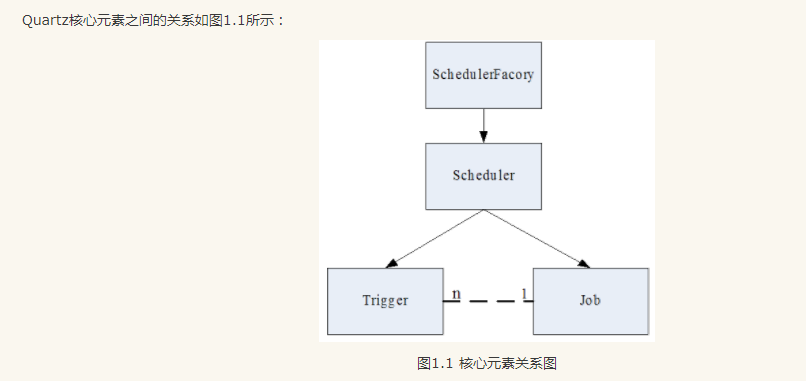 Quartz核心元素之间的关系如图1.1所示：
SchedulerFacory
Scheduler
Trigger
n
1
Job
图1.1 核心元素关系图